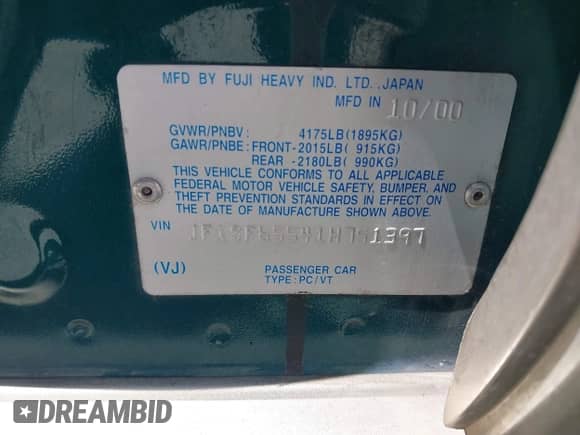 MFD BY FUJI HEAVY IND. LTD.,JAPAN
MFD IN 10/00
GVWR/PNBV: 4175LB(1895KG)
GAWR/PNBE: FRONT-2015LB( 915KG)
REAR -2180LB( 990KG)
THIS VEHICLE CONFORMS TO ALL APPLICABLE
FEDERAL MOTOR VEHICLE SAFETY, BUMPER, AND
THEFT PREVENTION STANDARDS IN EFFECT ON
THE DATE OF MANUFACTURE SHOWN ABOVE.
VIN
(VJ) PASSENGER CAR
TYPE:PC/VT
DREAMBID